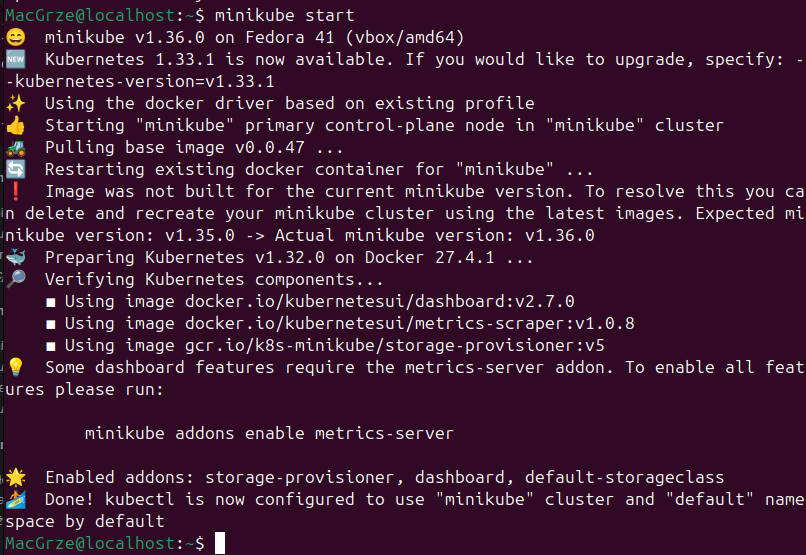 MacGrze@localhost:~$ minikube start
😄 minikube v1.36.0 on Fedora 41 (vbox/amd64)
🆕 Kubernetes 1.33.1 is now available. If you would like to upgrade, specify: -
-kubernetes-version=v1.33.1
✨ Using the docker driver based on existing profile
👍 Starting "minikube" primary control-plane node in "minikube" cluster
🚜 Pulling base image v0.0.47 ...
🔄 Restarting existing docker container for "minikube" ...
❗ Image was not built for the current minikube version. To resolve this you ca
n delete and recreate your minikube cluster using the latest images. Expected mi
nikube version: v1.35.0 -> Actual minikube version: v1.36.0
🐳 Preparing Kubernetes v1.32.0 on Docker 27.4.1 ...
🔎 Verifying Kubernetes components...
■ Using image docker.io/kubernetesui/dashboard:v2.7.0
■ Using image docker.io/kubernetesui/metrics-scraper:v1.0.8
■ Using image gcr.io/k8s-minikube/storage-provisioner:v5
💡 Some dashboard features require the metrics-server addon. To enable all feat
ures please run:
minikube addons enable metrics-server
🌟 Enabled addons: storage-provisioner, dashboard, default-storageclass
🏄 Done! kubectl is now configured to use "minikube" cluster and "default" name
space by default
MacGrze@localhost:~$